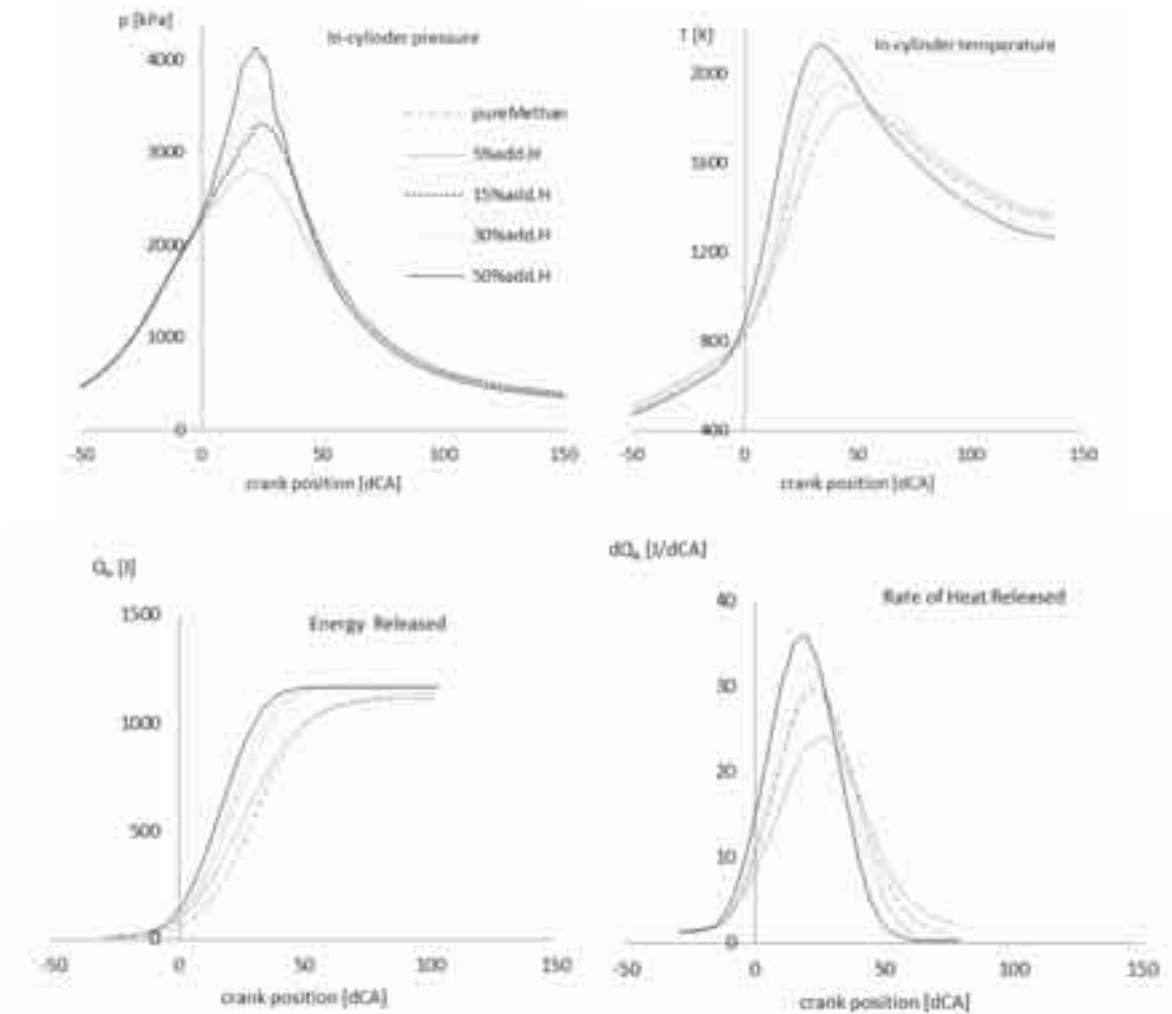 p [kPa]
In-cylinder pressure
4000
3000
2000
1000
0
-50
0
50
100
150
crank position [dCA]
pureMethan
5%add.H
15%add.H
30%add.H
50%add.H
T [K]
In-cylinder temperature
2000
1600
1200
800
400
-50
0
50
100
150
crank position [dCA]
Qₙ [J]
Energy Released
1500
1000
500
0
-50
0
50
100
150
crank position [dCA]
dQₙ [J/dCA]
Rate of Heat Released
40
30
20
10
0
-50
0
50
100
150
crank position [dCA]